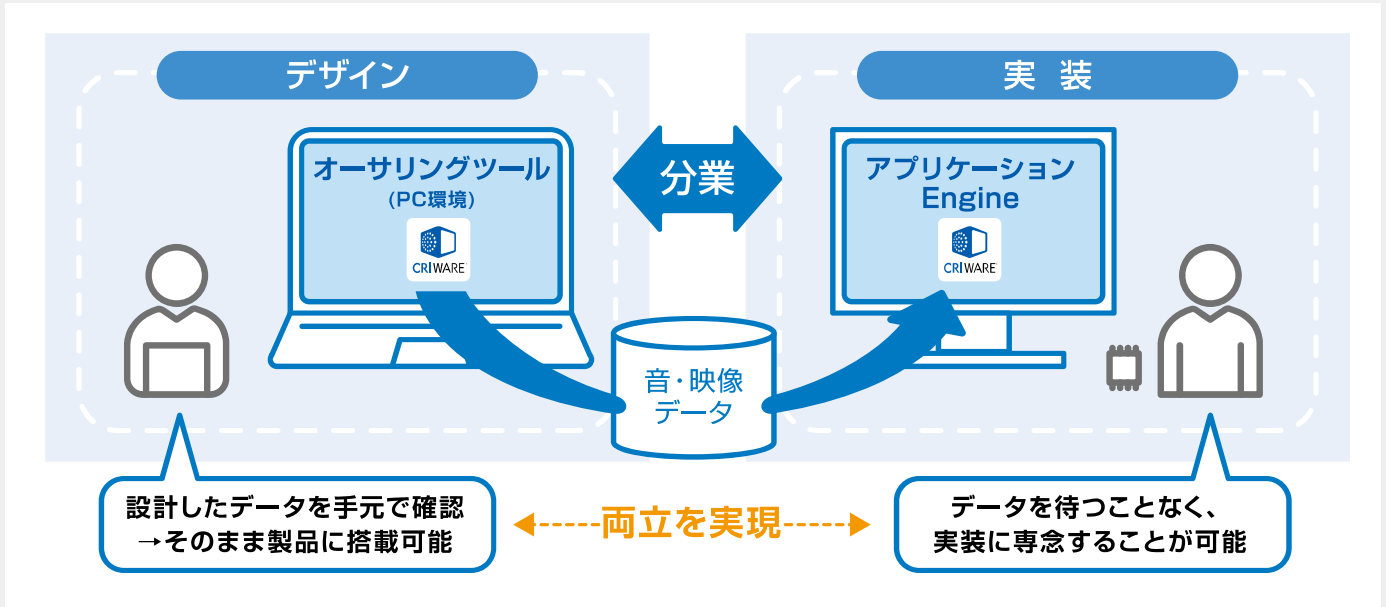 デザイン
オーサリングツール
(PC環境)
CRIWARE
分業
実 装
アプリケーション
Engine
CRIWARE
音・映像
データ
設計したデータを手元で確認
→そのまま製品に搭載可能
両立を実現
データを待つことなく、
実装に専念することが可能